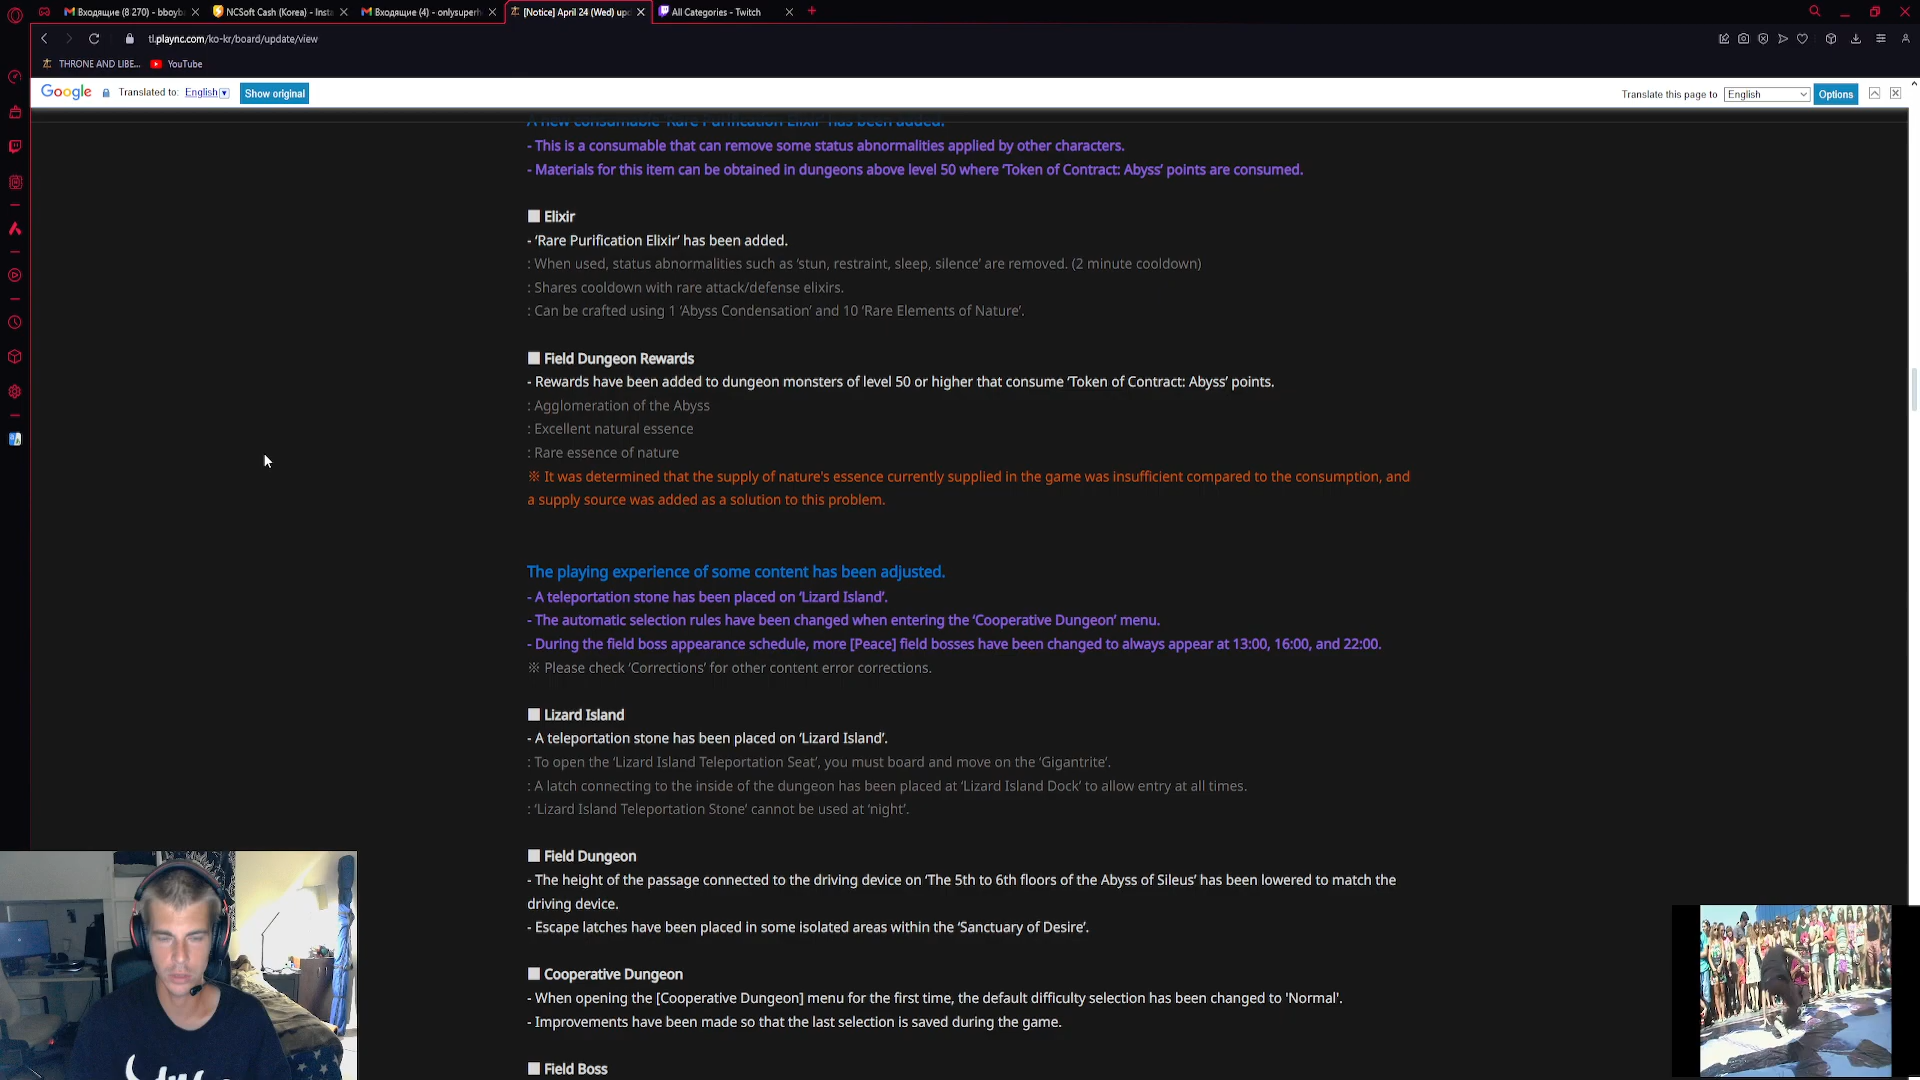 Входящие (8 270) - bboyb
NCSoft Cash (Korea) - Insta
Входящие (4) - onlysuperh
[Notice] April 24 (Wed) up
All Categories - Twitch
tl.plaync.com/ko-kr/board/update/view
THRONE AND LIBE...
YouTube
Google Translated to: English Show original
Translate this page to English Options
A new consumable 'Rare Purification Elixir' has been added.
- This is a consumable that can remove some status abnormalities applied by other characters.
- Materials for this item can be obtained in dungeons above level 50 where 'Token of Contract: Abyss' points are consumed.
■ Elixir
- 'Rare Purification Elixir' has been added.
: When used, status abnormalities such as 'stun, restraint, sleep, silence' are removed. (2 minute cooldown)
: Shares cooldown with rare attack/defense elixirs.
: Can be crafted using 1 'Abyss Condensation' and 10 'Rare Elements of Nature'.
■ Field Dungeon Rewards
- Rewards have been added to dungeon monsters of level 50 or higher that consume 'Token of Contract: Abyss' points.
: Agglomeration of the Abyss
: Excellent natural essence
: Rare essence of nature
※ It was determined that the supply of nature's essence currently supplied in the game was insufficient compared to the consumption, and
a supply source was added as a solution to this problem.
The playing experience of some content has been adjusted.
- A teleportation stone has been placed on 'Lizard Island'.
- The automatic selection rules have been changed when entering the 'Cooperative Dungeon' menu.
- During the field boss appearance schedule, more [Peace] field bosses have been changed to always appear at 13:00, 16:00, and 22:00.
※ Please check 'Corrections' for other content error corrections.
■ Lizard Island
- A teleportation stone has been placed on 'Lizard Island'.
: To open the 'Lizard Island Teleportation Seat', you must board and move on the 'Gigantrite'.
: A latch connecting to the inside of the dungeon has been placed at 'Lizard Island Dock' to allow entry at all times.
: 'Lizard Island Teleportation Stone' cannot be used at 'night'.
■ Field Dungeon
- The height of the passage connected to the driving device on 'The 5th to 6th floors of the Abyss of Sileus' has been lowered to match the
driving device.
- Escape latches have been placed in some isolated areas within the 'Sanctuary of Desire'.
■ Cooperative Dungeon
- When opening the [Cooperative Dungeon] menu for the first time, the default difficulty selection has been changed to 'Normal'.
- Improvements have been made so that the last selection is saved during the game.
■ Field Boss